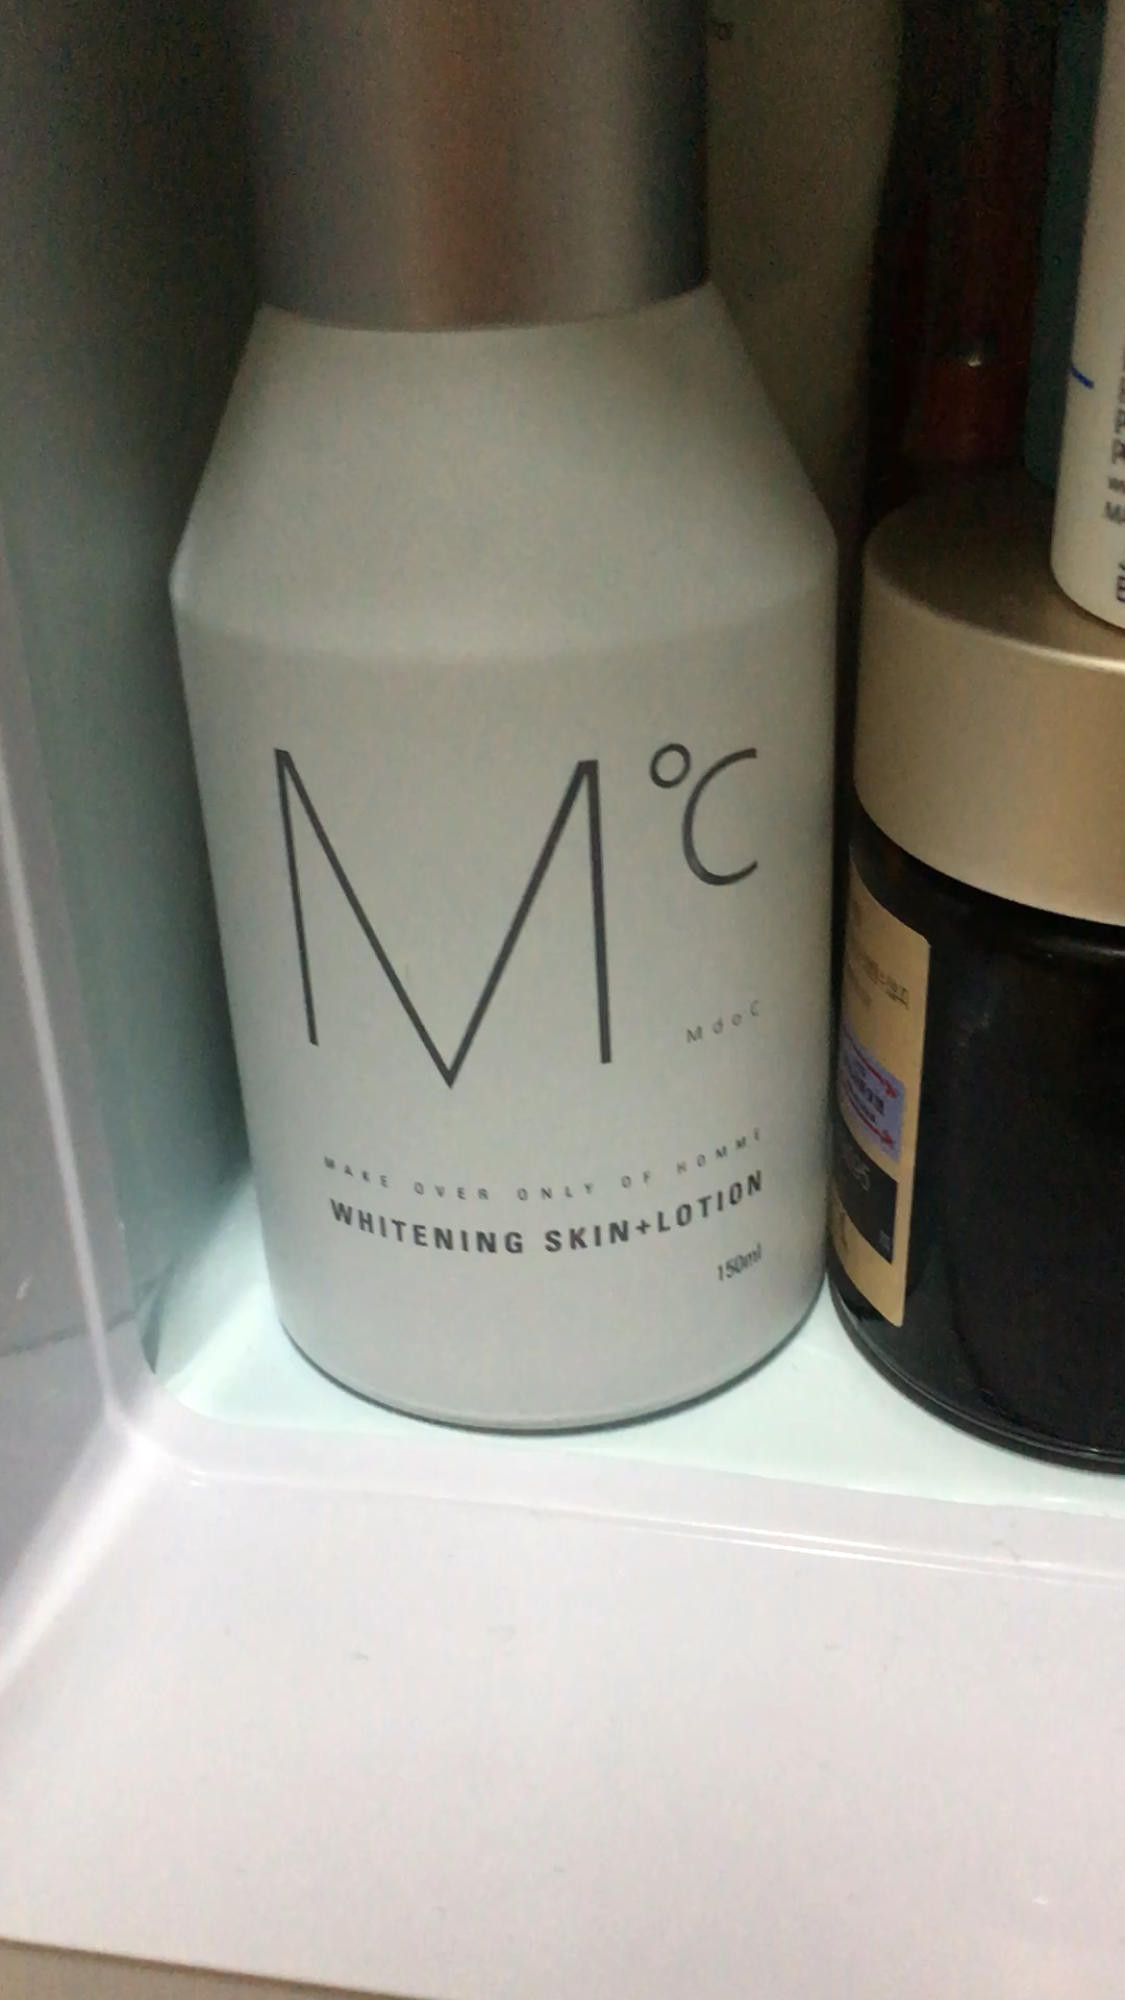 M°C
MdoC
MAKE OVER ONLY OF HOMME
WHITENING SKIN+LOTION
150ml